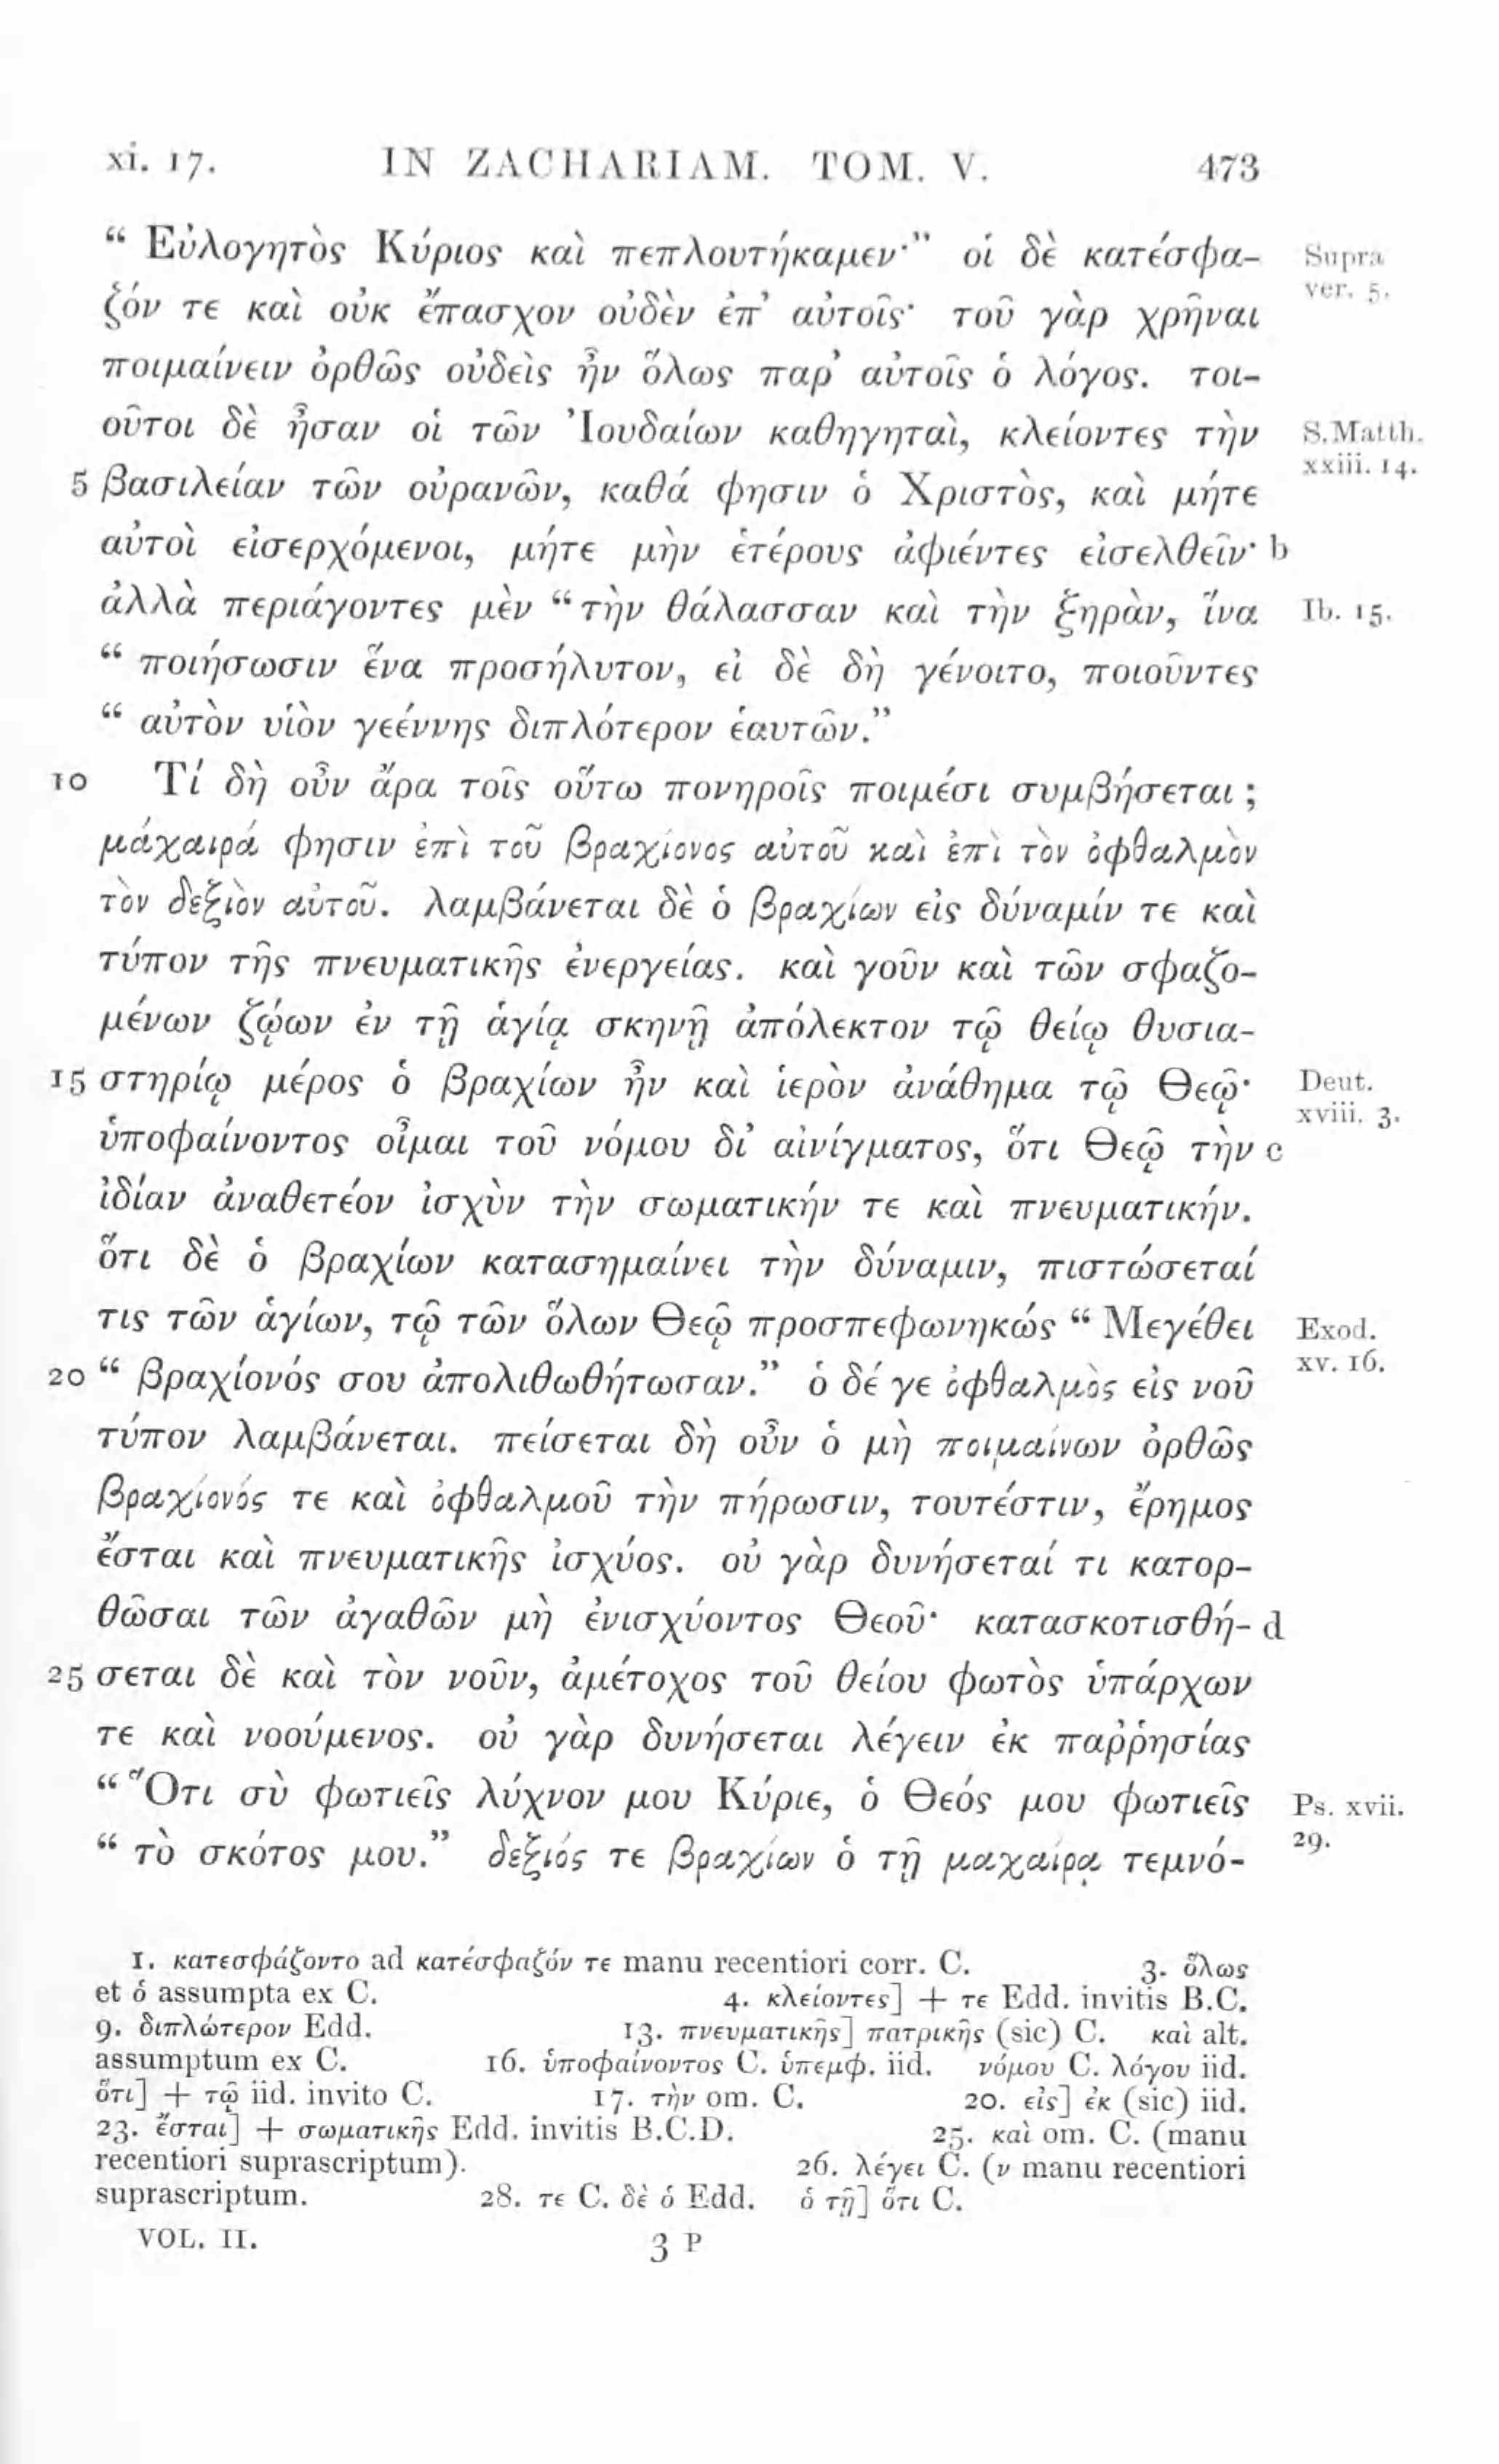 xi. 17. IN ZACHARIAM. TOM. V. 473
“ Εὐλογητὸς Κύριος καὶ πεπλουτήκαμεν·” οἱ δὲ κατέσφα- Supra
ver. 5.
ζόν τε καὶ οὐκ ἔπασχον οὐδὲν ἐπ’ αὐτοῖς· τοῦ γὰρ χρῆναι
ποιμαίνειν ὀρθῶς οὐδεὶς ἦν ὅλως παρ’ αὐτοῖς ὁ λόγος. τοι-
οῦτοι δὲ ἦσαν οἱ τῶν Ἰουδαίων καθηγηταὶ, κλείοντες τὴν S. Matth.
xxiii. 14.
5 βασιλείαν τῶν οὐρανῶν, καθά φησιν ὁ Χριστὸς, καὶ μήτε
αὐτοὶ εἰσερχόμενοι, μήτε μὴν ἑτέρους ἀφιέντες εἰσελθεῖν· b
ἀλλὰ περιάγοντες μὲν “ τὴν θάλασσαν καὶ τὴν ξηρὰν, ἵνα Ib. 15.
“ ποιήσωσιν ἕνα προσήλυτον, εἰ δὲ δὴ γένοιτο, ποιοῦντες
“ αὐτὸν υἱὸν γεέννης διπλότερον ἑαυτῶν.”
10 Τί δὴ οὖν ἄρα τοῖς οὕτω πονηροῖς ποιμέσι συμβήσεται ;
μάχαιρά φησιν ἐπὶ τοῦ βραχίονος αὐτοῦ καὶ ἐπὶ τὸν ὀφθαλμὸν
τὸν δεξιὸν αὐτοῦ. λαμβάνεται δὲ ὁ βραχίων εἰς δύναμίν τε καὶ
τύπον τῆς πνευματικῆς ἐνεργείας. καὶ γοῦν καὶ τῶν σφαζο-
μένων ζῴων ἐν τῇ ἁγίᾳ σκηνῇ ἀπόλεκτον τῷ θείῳ θυσια-
15 στηρίῳ μέρος ὁ βραχίων ἦν καὶ ἱερὸν ἀνάθημα τῷ Θεῷ· Deut.
xviii. 3.
ὑποφαίνοντος οἶμαι τοῦ νόμου δι’ αἰνίγματος, ὅτι Θεῷ τὴν c
ἰδίαν ἀναθετέον ἰσχὺν τὴν σωματικήν τε καὶ πνευματικήν.
ὅτι δὲ ὁ βραχίων κατασημαίνει τὴν δύναμιν, πιστώσεταί
τις τῶν ἁγίων, τῷ τῶν ὅλων Θεῷ προσπεφωνηκώς “ Μεγέθει Exod.
xv. 16.
20 “ βραχίονός σου ἀπολιθωθήτωσαν.” ὁ δέ γε ὀφθαλμὸς εἰς νοῦ
τύπον λαμβάνεται. πείσεται δὴ οὖν ὁ μὴ ποιμαίνων ὀρθῶς
βραχίονός τε καὶ ὀφθαλμοῦ τὴν πήρωσιν, τουτέστιν, ἔρημος
ἔσται καὶ πνευματικῆς ἰσχύος. οὐ γὰρ δυνήσεταί τι κατορ-
θῶσαι τῶν ἀγαθῶν μὴ ἐνισχύοντος Θεοῦ· κατασκοτισθή- d
25 σεται δὲ καὶ τὸν νοῦν, ἀμέτοχος τοῦ θείου φωτὸς ὑπάρχων
τε καὶ νοούμενος. οὐ γὰρ δυνήσεται λέγειν ἐκ παῤῥησίας
“ Ὅτι σὺ φωτιεῖς λύχνον μου Κύριε, ὁ Θεός μου φωτιεῖς Ps. xvii.
29.
“ τὸ σκότος μου.” δεξιός τε βραχίων ὁ τῇ μαχαίρᾳ τεμνό-
1. κατεσφάζοντο ad κατέσφαζόν τε manu recentiori corr. C. 3. ὅλως
et ὁ assumpta ex C. 4. κλείοντες] + τε Edd. invitis B.C.
9. διπλώτερον Edd. 13. πνευματικῆς] πατρικῆς (sic) C. καὶ alt.
assumptum ex C. 16. ὑποφαίνοντος C. ὑπεμφ. iid. νόμου C. λόγου iid.
ὅτι] + τῷ iid. invito C. 17. τὴν om. C. 20. εἰς] ἐκ (sic) iid.
23. ἔσται] + σωματικῆς Edd. invitis B.C.D. 25. καὶ om. C. (manu
recentiori suprascriptum). 26. λέγει C. (ν manu recentiori
suprascriptum. 28. τε C. δὲ ὁ Edd. ὁ τῇ] ὅτι C.
VOL. II. 3 P